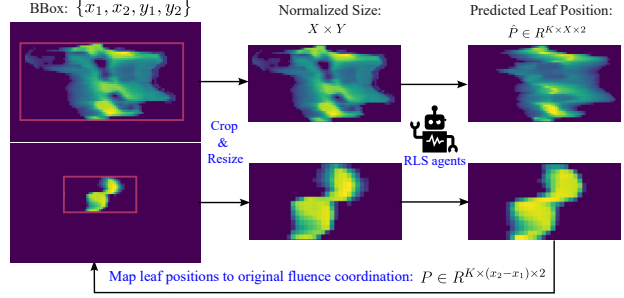 BBox: {x₁, x₂, y₁, y₂}
Normalized Size:
X × Y
Predicted Leaf Position:
P̂ ∈ R^{K×X×2}
Crop
&
Resize
RLS agents
Map leaf positions to original fluence coordination: P ∈ R^{K×(x₂−x₁)×2}